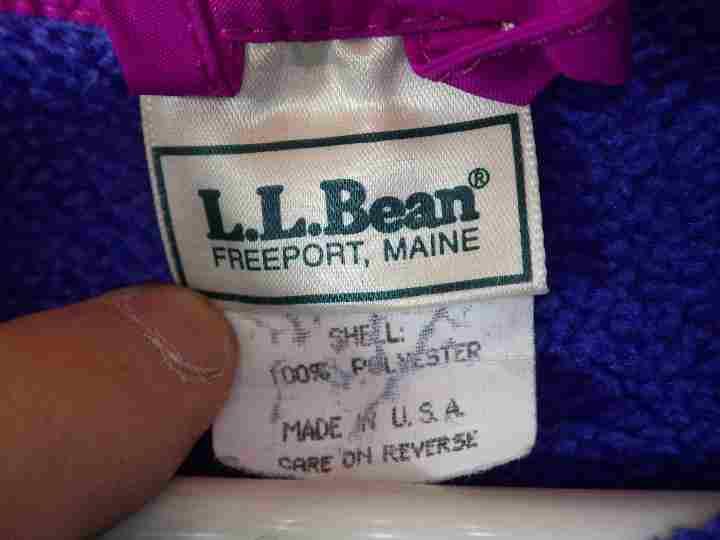 L.L.Bean®
FREEPORT, MAINE
SHELL:
100% POLYESTER
MADE IN U.S.A.
CARE ON REVERSE